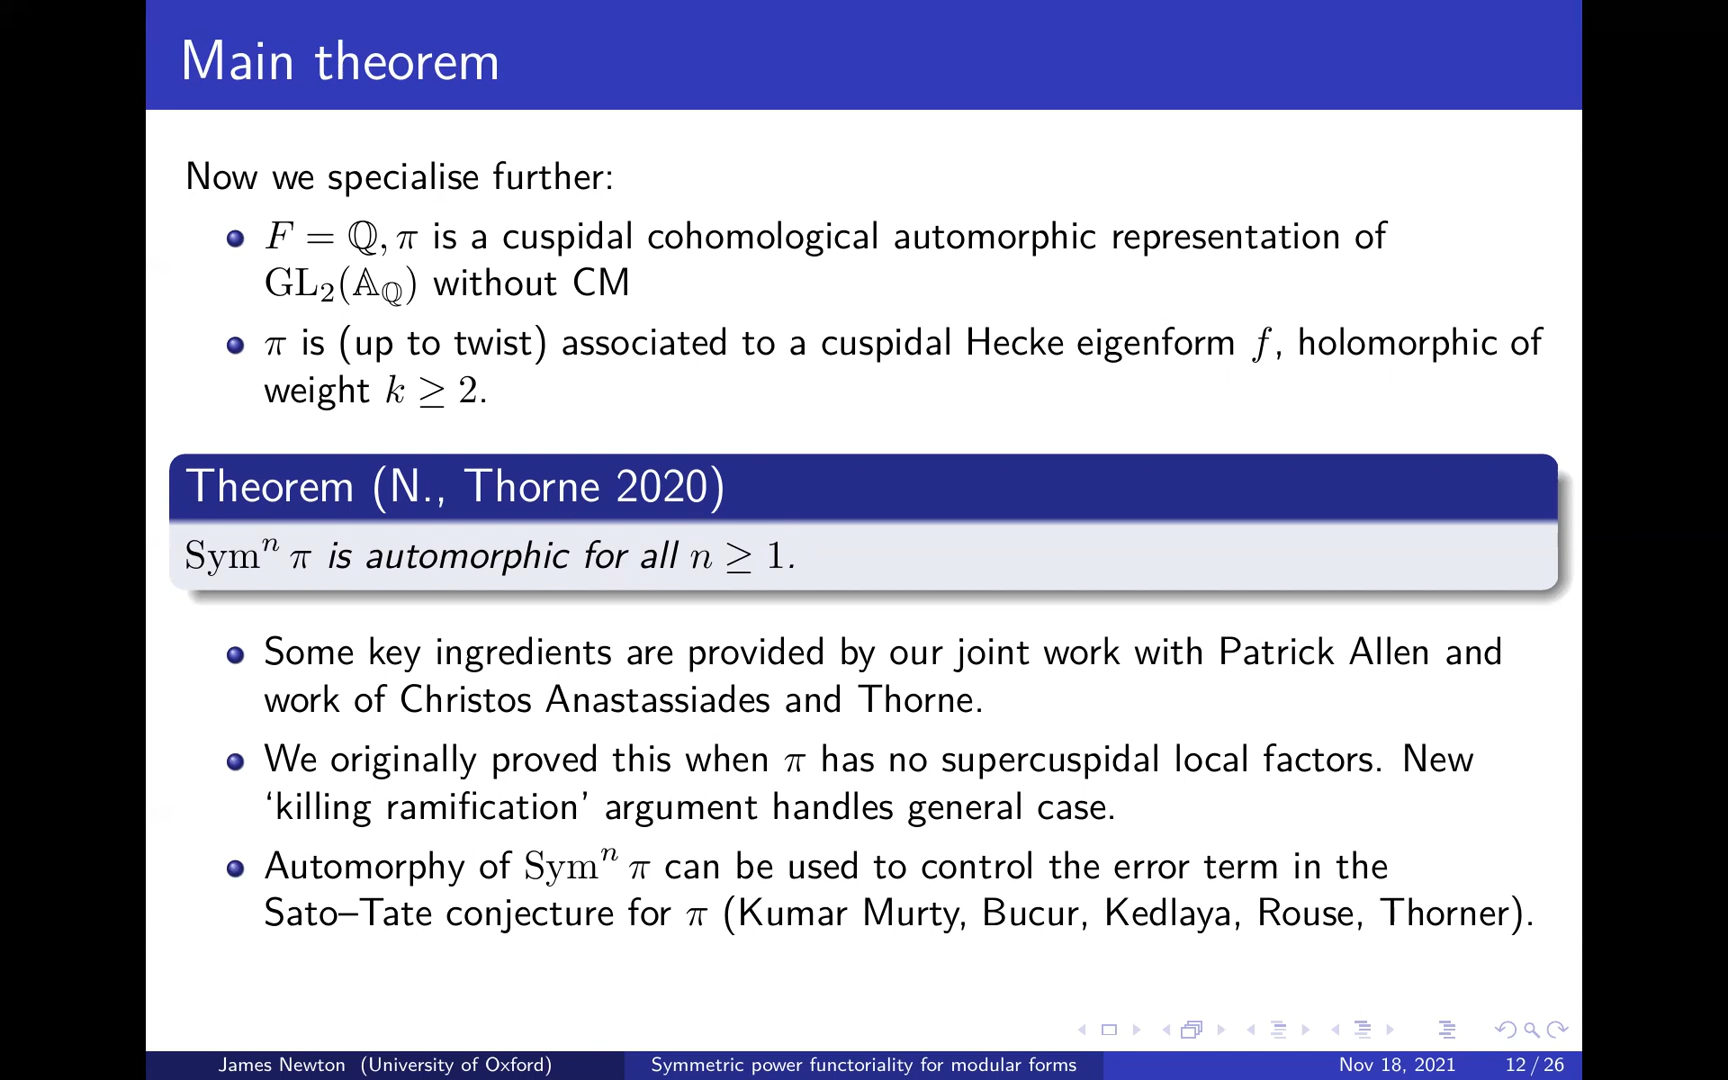 Main theorem
Now we specialise further:
F = ℚ, π is a cuspidal cohomological automorphic representation of
GL₂(𝔸_ℚ) without CM
π is (up to twist) associated to a cuspidal Hecke eigenform f, holomorphic of
weight k ≥ 2.
Theorem (N., Thorne 2020)
Symⁿ π is automorphic for all n ≥ 1.
Some key ingredients are provided by our joint work with Patrick Allen and
work of Christos Anastassiades and Thorne.
We originally proved this when π has no supercuspidal local factors. New
‘killing ramification’ argument handles general case.
Automorphy of Symⁿ π can be used to control the error term in the
Sato–Tate conjecture for π (Kumar Murty, Bucur, Kedlaya, Rouse, Thorner).
James Newton (University of Oxford) Symmetric power functoriality for modular forms Nov 18, 2021 12 / 26